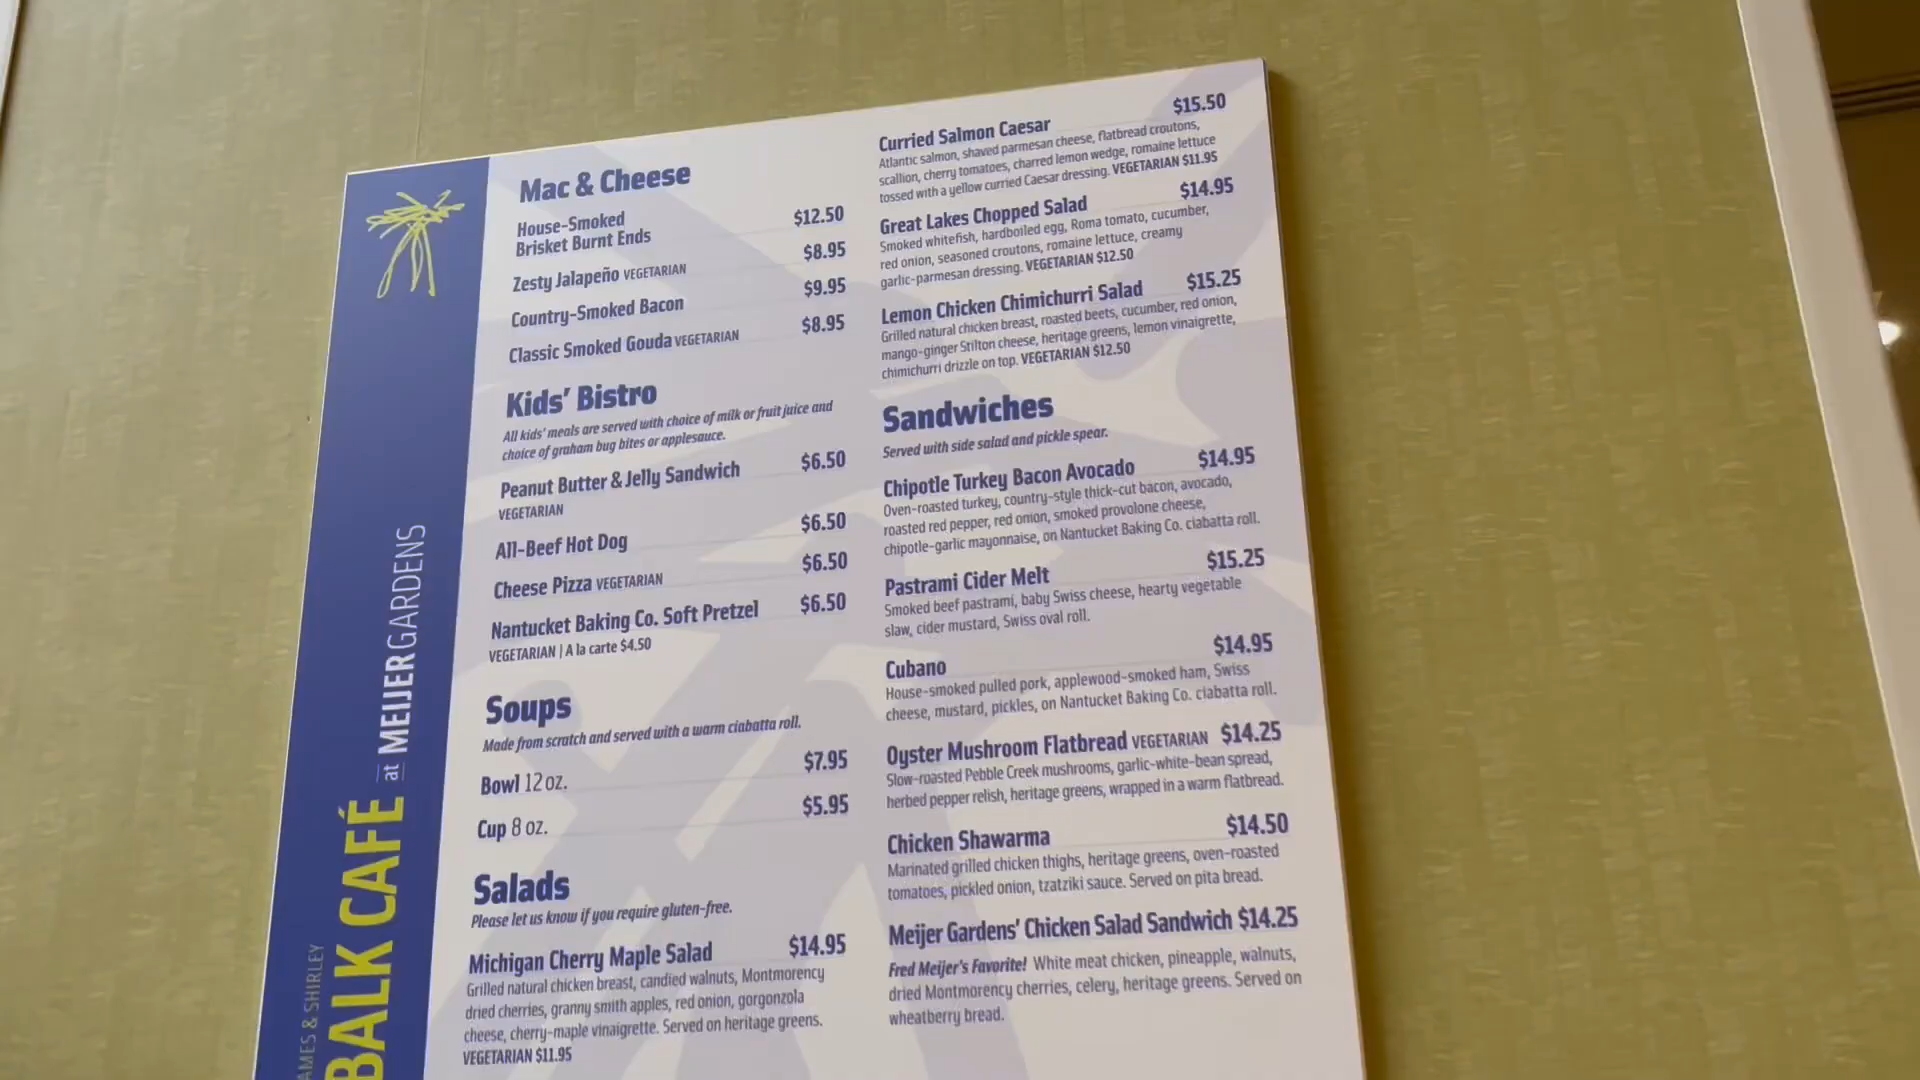 AMES & SHIRLEY
BALK CAFÉ
at MEIJERGARDENS
Mac & Cheese
House-Smoked
Brisket Burnt Ends $12.50
Zesty Jalapeño VEGETARIAN $8.95
Country-Smoked Bacon $9.95
Classic Smoked Gouda VEGETARIAN $8.95
Kids' Bistro
All kids' meals are served with choice of milk or fruit juice and
choice of graham bug bites or applesauce.
Peanut Butter & Jelly Sandwich $6.50
VEGETARIAN
All-Beef Hot Dog $6.50
Cheese Pizza VEGETARIAN $6.50
Nantucket Baking Co. Soft Pretzel $6.50
VEGETARIAN | A la carte $4.50
Soups
Made from scratch and served with a warm ciabatta roll.
Bowl 12 oz. $7.95
Cup 8 oz. $5.95
Salads
Please let us know if you require gluten-free.
Michigan Cherry Maple Salad $14.95
Grilled natural chicken breast, candied walnuts, Montmorency
dried cherries, granny smith apples, red onion, gorgonzola
cheese, cherry-maple vinaigrette. Served on heritage greens.
VEGETARIAN $11.95
Curried Salmon Caesar $15.50
Atlantic salmon, shaved parmesan cheese, flatbread croutons,
scallion, cherry tomatoes, charred lemon wedge, romaine lettuce
tossed with a yellow curried Caesar dressing. VEGETARIAN $11.95
Great Lakes Chopped Salad $14.95
Smoked whitefish, hardboiled egg, Roma tomato, cucumber,
red onion, seasoned croutons, romaine lettuce, creamy
garlic-parmesan dressing. VEGETARIAN $12.50
Lemon Chicken Chimichurri Salad $15.25
Grilled natural chicken breast, roasted beets, cucumber, red onion,
mango-ginger Stilton cheese, heritage greens, lemon vinaigrette,
chimichurri drizzle on top. VEGETARIAN $12.50
Sandwiches
Served with side salad and pickle spear.
Chipotle Turkey Bacon Avocado $14.95
Oven-roasted turkey, country-style thick-cut bacon, avocado,
roasted red pepper, red onion, smoked provolone cheese,
chipotle-garlic mayonnaise, on Nantucket Baking Co. ciabatta roll.
Pastrami Cider Melt $15.25
Smoked beef pastrami, baby Swiss cheese, hearty vegetable
slaw, cider mustard, Swiss oval roll.
Cubano $14.95
House-smoked pulled pork, applewood-smoked ham, Swiss
cheese, mustard, pickles, on Nantucket Baking Co. ciabatta roll.
Oyster Mushroom Flatbread VEGETARIAN $14.25
Slow-roasted Pebble Creek mushrooms, garlic-white-bean spread,
herbed pepper relish, heritage greens, wrapped in a warm flatbread.
Chicken Shawarma $14.50
Marinated grilled chicken thighs, heritage greens, oven-roasted
tomatoes, pickled onion, tzatziki sauce. Served on pita bread.
Meijer Gardens' Chicken Salad Sandwich $14.25
Fred Meijer's Favorite! White meat chicken, pineapple, walnuts,
dried Montmorency cherries, celery, heritage greens. Served on
wheatberry bread.